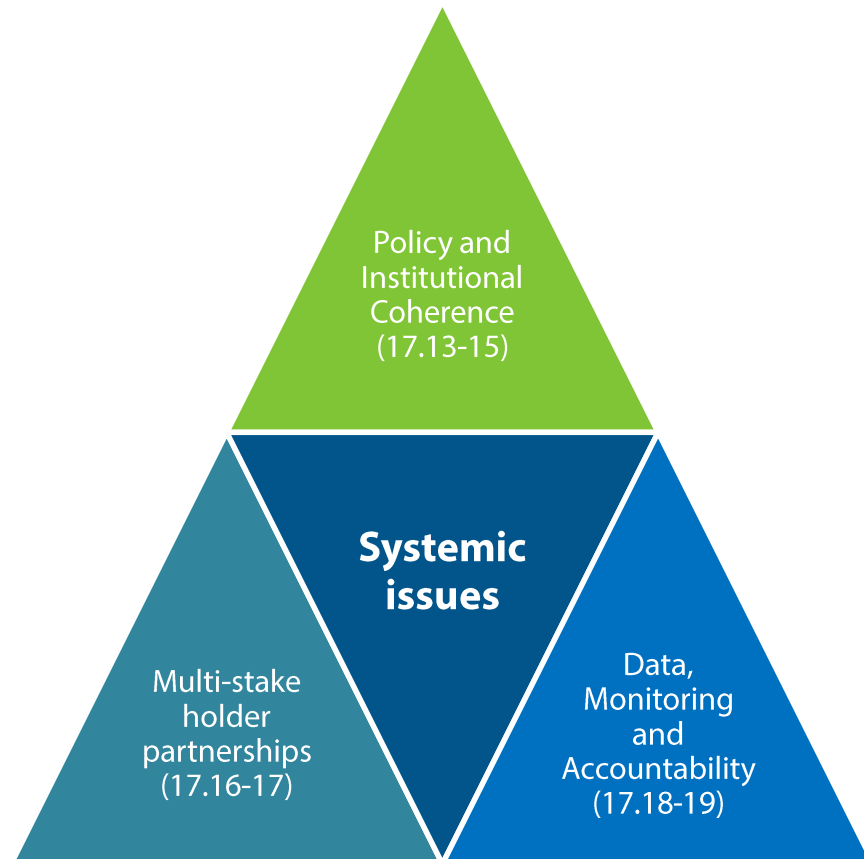 Policy and
Institutional
Coherence
(17.13-15)
Systemic
issues
Multi-stake
holder
partnerships
(17.16-17)
Data,
Monitoring
and
Accountability
(17.18-19)